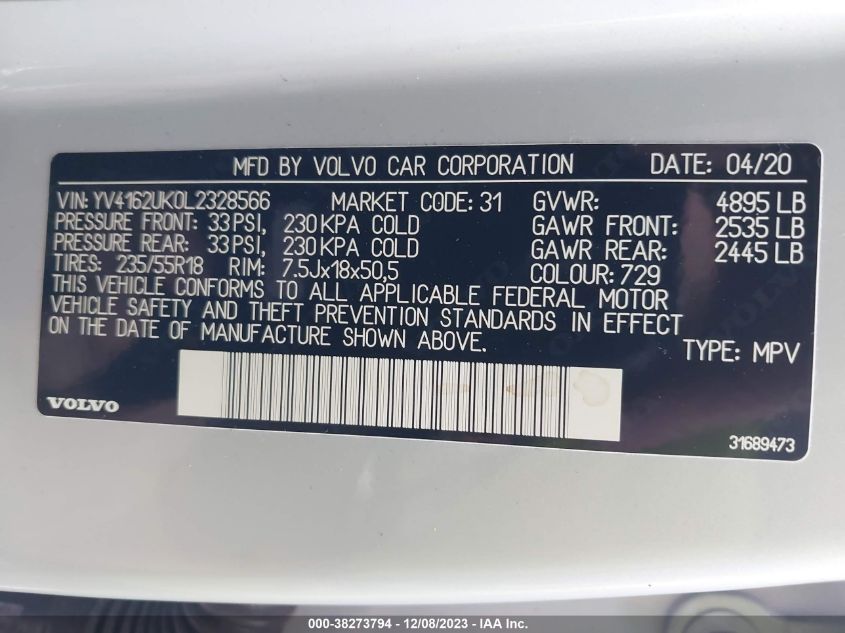 MFD BY VOLVO CAR CORPORATION DATE: 04/20
VIN: YV4162UK0L2328566 MARKET CODE: 31 GVWR: 4895 LB
PRESSURE FRONT: 33 PSI, 230 KPA COLD GAWR FRONT: 2535 LB
PRESSURE REAR: 33 PSI, 230 KPA COLD GAWR REAR: 2445 LB
TIRES: 235/55R18 RIM: 7.5Jx18x50,5 COLOUR: 729
THIS VEHICLE CONFORMS TO ALL APPLICABLE FEDERAL MOTOR
VEHICLE SAFETY AND THEFT PREVENTION STANDARDS IN EFFECT
ON THE DATE OF MANUFACTURE SHOWN ABOVE.
TYPE: MPV
VOLVO
31689473
000-38273794 - 12/08/2023 - IAA Inc.